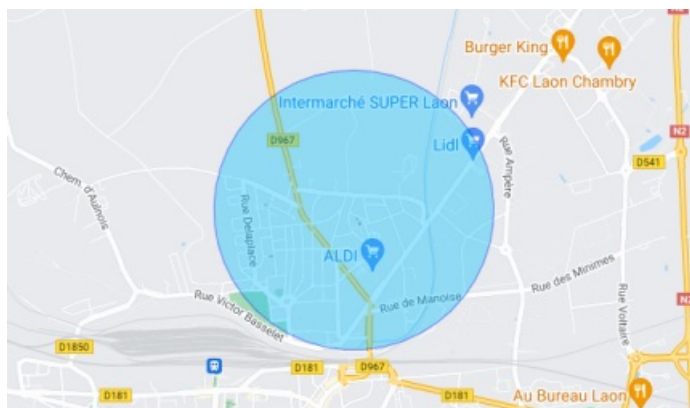 N2
Burger King
KFC Laon Chambry
Intermarché SUPER Laon
D967
Lidl
Rue Ampère
N2
D541
Chem. d'Aulnois
Rue Delaplace
ALDI
Rue des Minimes
Rue de Manoise
Rue Victor Basselet
Rue Voltaire
D1850
D181
D967
D181
D181
Au Bureau Laon